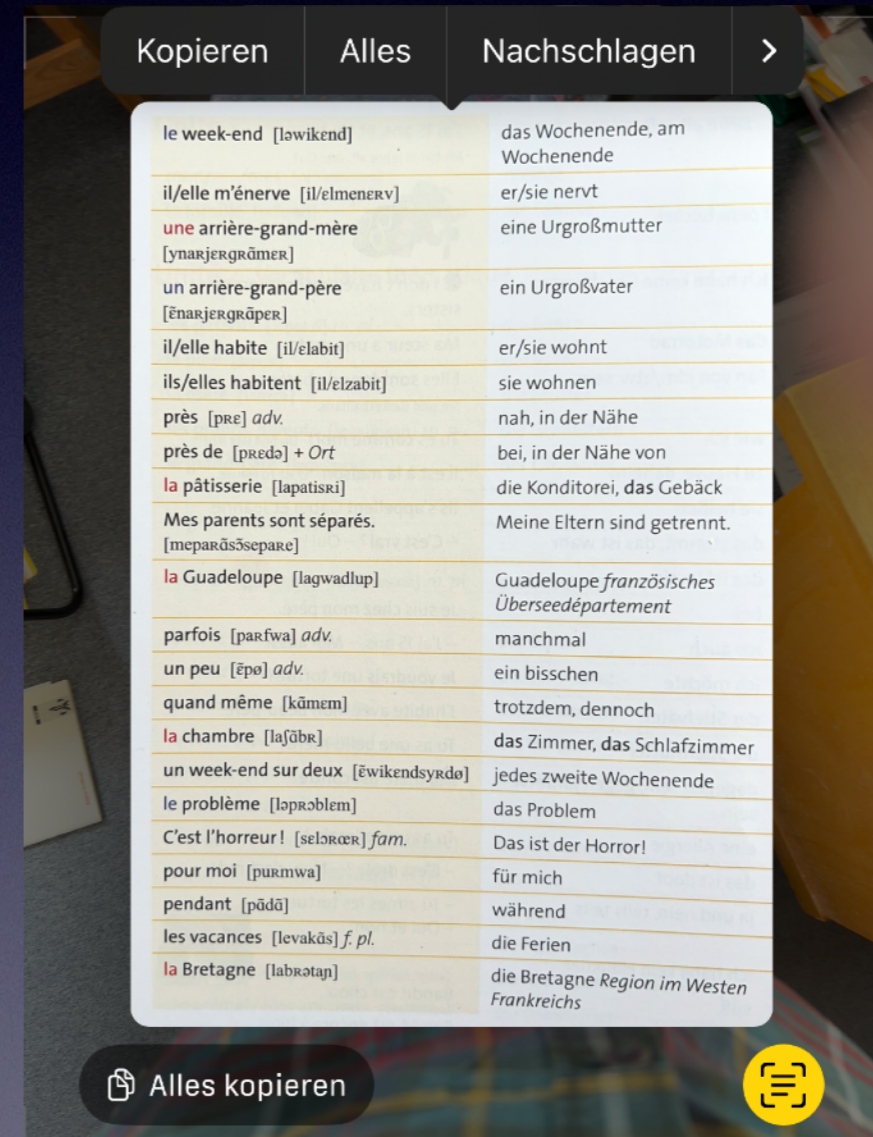 Kopieren Alles Nachschlagen
le week-end [ləwikɛnd] das Wochenende, am
Wochenende
il/elle m’énerve [il/ɛlmenɛʀv] er/sie nervt
une arrière-grand-mère eine Urgroßmutter
[ynaʀjɛʀgʀɑ̃mɛʀ]
un arrière-grand-père ein Urgroßvater
[ɛ̃naʀjɛʀgʀɑ̃pɛʀ]
il/elle habite [il/ɛlabit] er/sie wohnt
ils/elles habitent [il/ɛlzabit] sie wohnen
près [pʀɛ] adv. nah, in der Nähe
près de [pʀɛdə] + Ort bei, in der Nähe von
la pâtisserie [lapatisʀi] die Konditorei, das Gebäck
Mes parents sont séparés. Meine Eltern sind getrennt.
[mepaʀɑ̃sɔ̃sepaʀe]
la Guadeloupe [lagwadlup] Guadeloupe französisches
Überseedépartement
parfois [paʀfwa] adv. manchmal
un peu [ɛ̃pø] adv. ein bisschen
quand même [kɑ̃mɛm] trotzdem, dennoch
la chambre [laʃɑ̃bʀ] das Zimmer, das Schlafzimmer
un week-end sur deux [ɛ̃wikɛndsyʀdø] jedes zweite Wochenende
le problème [ləpʀɔblɛm] das Problem
C’est l’horreur ! [sɛlɔʀœʀ] fam. Das ist der Horror!
pour moi [puʀmwa] für mich
pendant [pɑ̃dɑ̃] während
les vacances [levakɑ̃s] f. pl. die Ferien
la Bretagne [labʀətaɲ] die Bretagne Region im Westen
Frankreichs
Alles kopieren